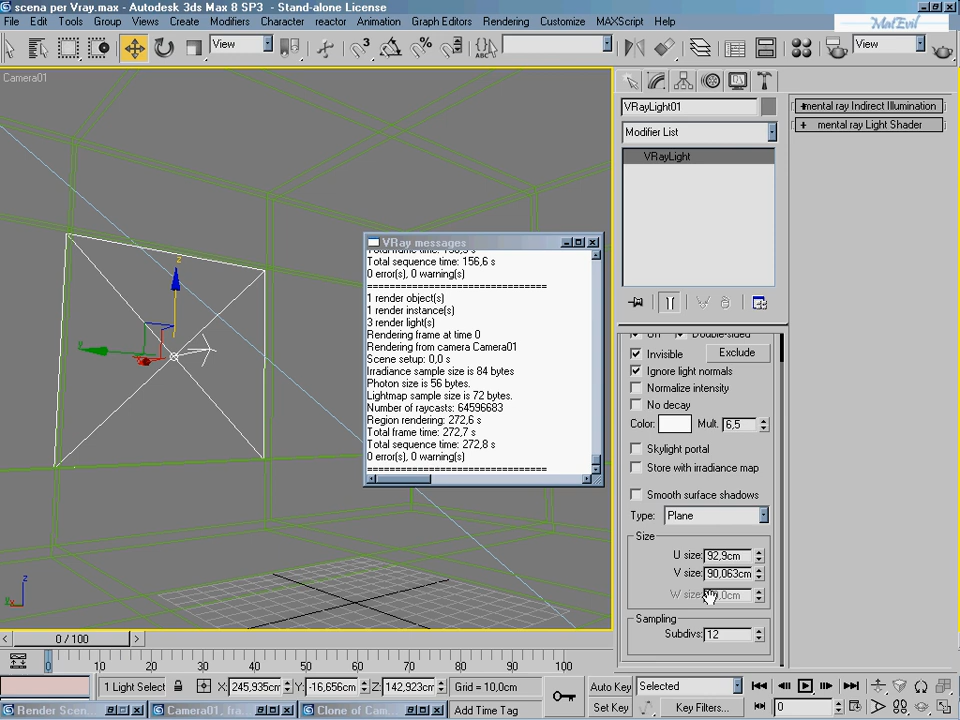 scena per Vray.max - Autodesk 3ds Max 8 SP3 - Stand-alone License
File Edit Tools Group Views Create Modifiers Character reactor Animation Graph Editors Rendering Customize MAXScript Help
MatEvil
View
3
%
ABC
View
Camera01
VRayLight01
mental ray Indirect Illumination
+ mental ray Light Shader
Modifier List
VRayLight
VRay messages
Total sequence time: 156,6 s
0 error(s), 0 warning(s)
===============================
1 render object(s)
1 render instance(s)
3 render light(s)
Rendering frame at time 0
Rendering from camera Camera01
Scene setup: 0,0 s
Irradiance sample size is 84 bytes
Photon size is 56 bytes.
Lightmap sample size is 72 bytes.
Number of raycasts: 64596683
Region rendering: 272,6 s
Total frame time: 272,7 s
Total sequence time: 272,8 s
0 error(s), 0 warning(s)
===============================
Double-sided
Invisible
Exclude
Ignore light normals
Normalize intensity
No decay
Color: Mult. 6,5
Skylight portal
Store with irradiance map
Smooth surface shadows
Type: Plane
Size
U size: 92,9cm
V size: 90,063cm
W size:
Sampling
Subdivs: 12
z
y
z
0 / 100
0 10 20 30 40 50 60 70 80 90 100
1 Light Select X: 245,935cm Y: -16,656cm Z: 142,923cm Grid = 10,0cm Auto Key Selected
Render Scen... Camera01, fra... Clone of Cam... Add Time Tag Set Key Key Filters... 0